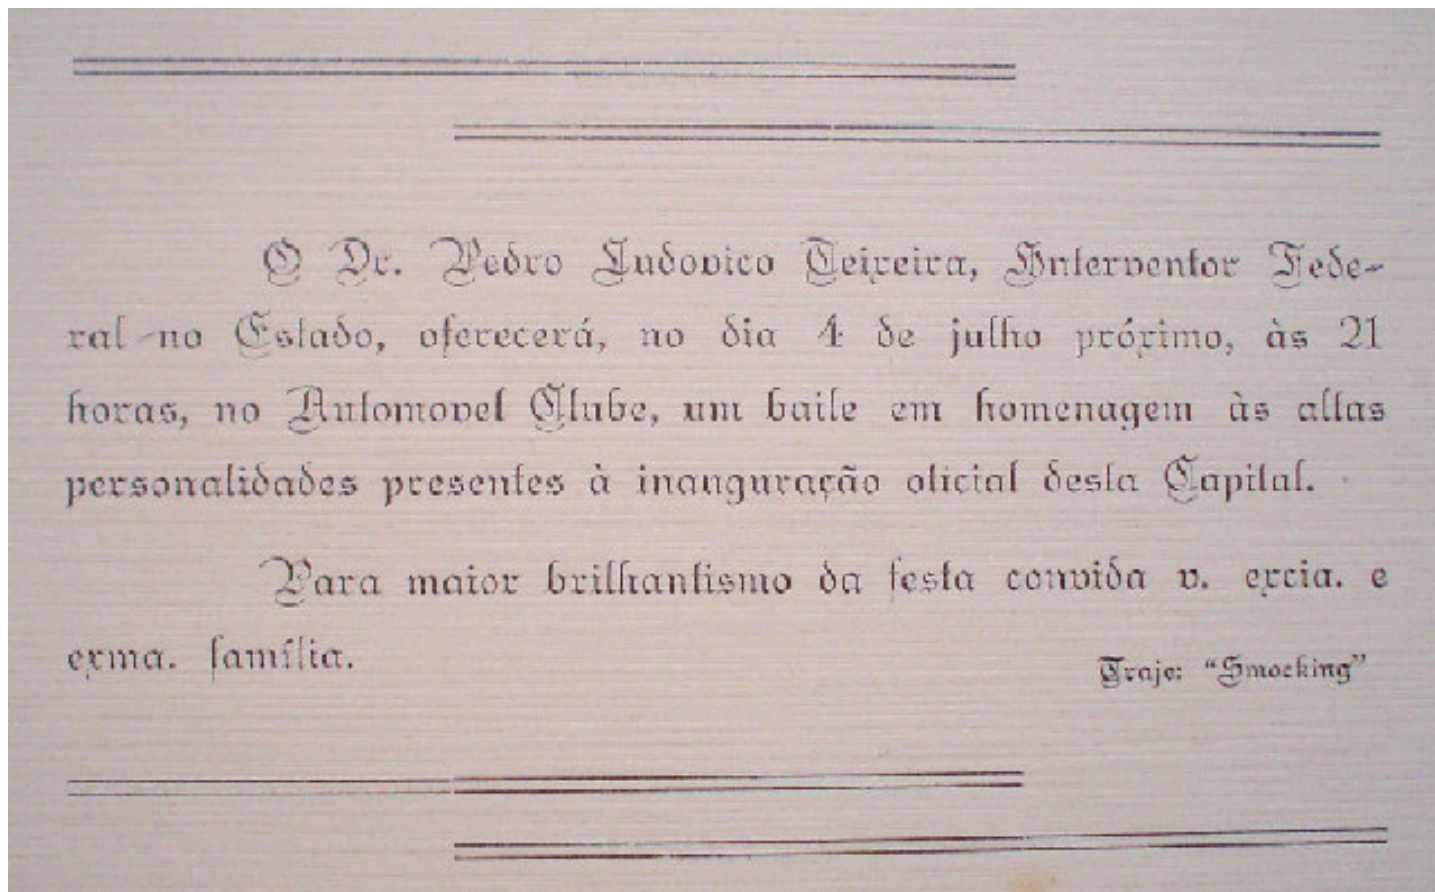 O Dr. Pedro Ludovico Teixeira, Interventor Fede-
ral no Estado, oferecerá, no dia 4 de julho próximo, às 21
horas, no Automovel Clube, um baile em homenagem às altas
personalidades presentes à inauguração oficial desta Capital.
Para maior brilhantismo da festa convida v. excia. e
exma. família.
Traje: “Smocking”